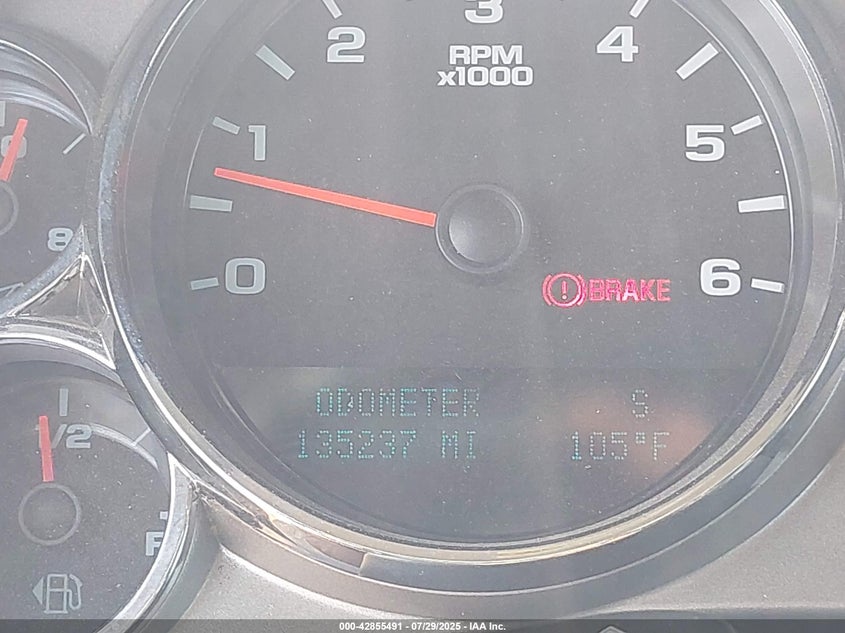 3
2
4
RPM
x1000
1
5
0
6
8
BRAKE
ODOMETER S
135237 MI 105°F
1/2
F
000-42855491 - 07/29/2025 - IAA Inc.